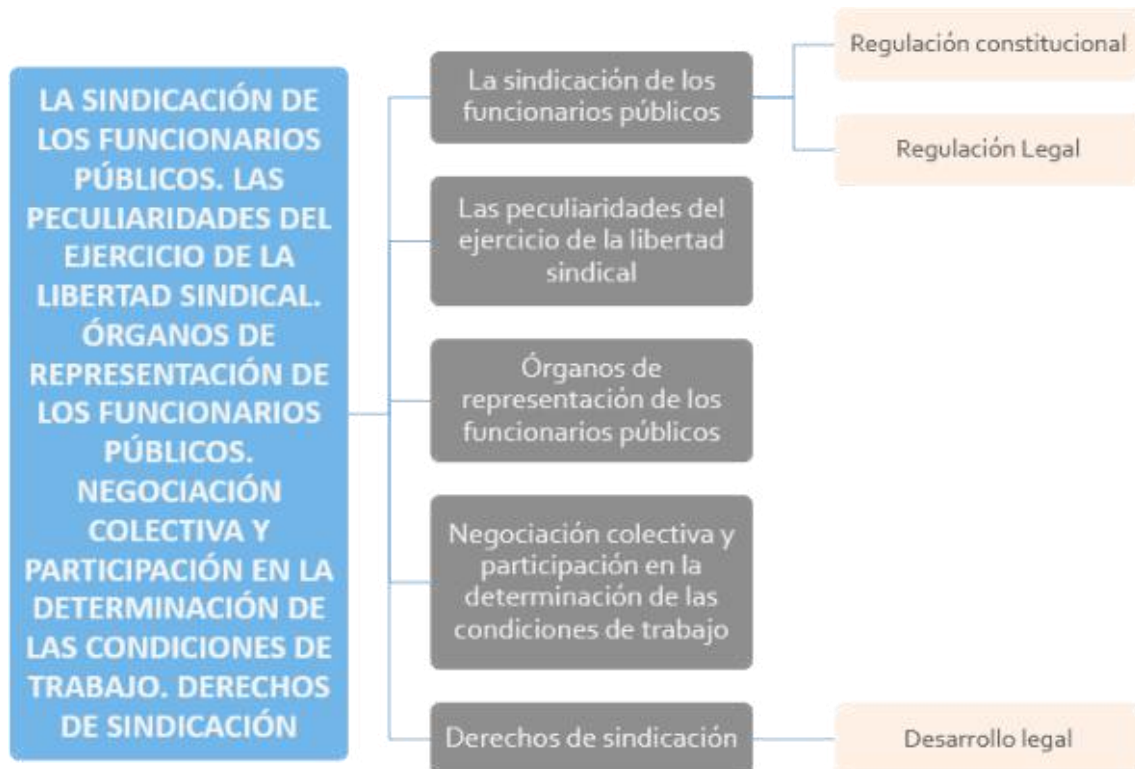 LA SINDICACIÓN DE
LOS FUNCIONARIOS
PÚBLICOS. LAS
PECULIARIDADES DEL
EJERCICIO DE LA
LIBERTAD SINDICAL.
ÓRGANOS DE
REPRESENTACIÓN DE
LOS FUNCIONARIOS
PÚBLICOS.
NEGOCIACIÓN
COLECTIVA Y
PARTICIPACIÓN EN LA
DETERMINACIÓN DE
LAS CONDICIONES DE
TRABAJO. DERECHOS
DE SINDICACIÓN
La sindicación de los
funcionarios públicos
Regulación constitucional
Regulación Legal
Las peculiaridades del
ejercicio de la libertad
sindical
Órganos de
representación de los
funcionarios públicos
Negociación colectiva y
participación en la
determinación de las
condiciones de trabajo
Derechos de sindicación
Desarrollo legal